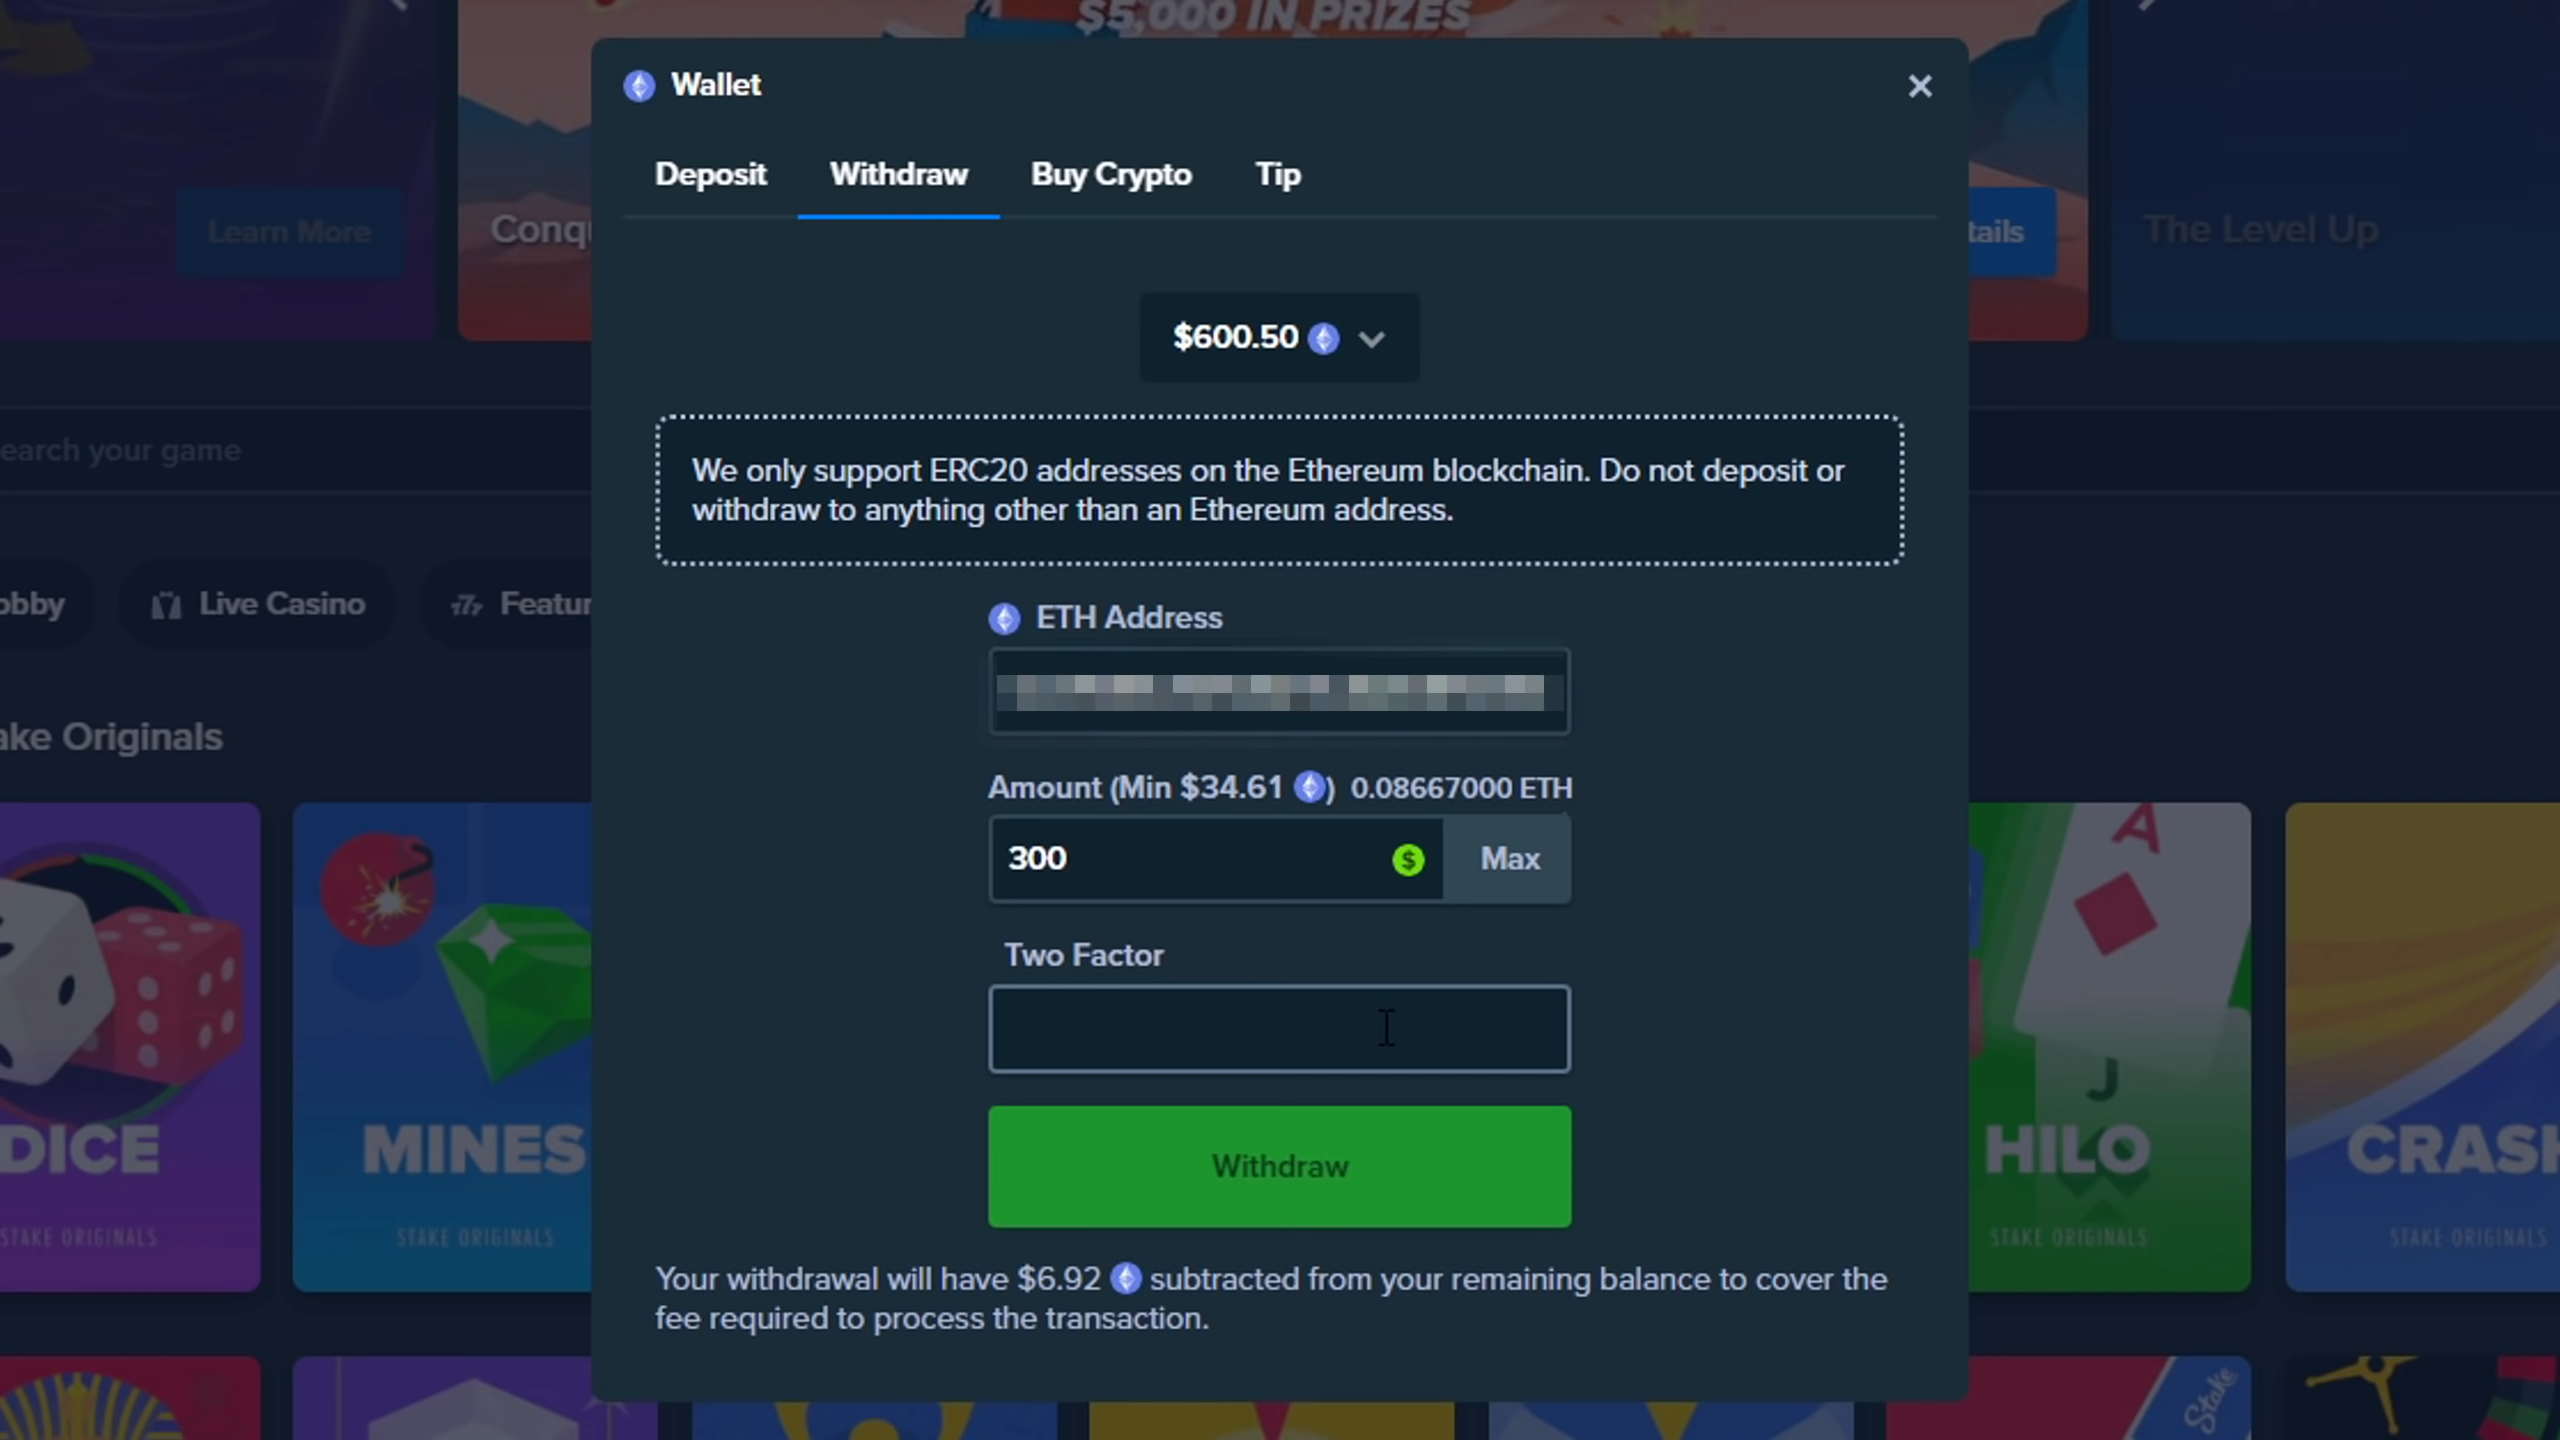 $5,000 IN PRIZES
Wallet
Deposit Withdraw Buy Crypto Tip
Learn More
The Level Up
$600.50
We only support ERC20 addresses on the Ethereum blockchain. Do not deposit or
withdraw to anything other than an Ethereum address.
earch your game
obby Live Casino Featur
ETH Address
ake Originals
Amount (Min $34.61 ) 0.08667000 ETH
300 $ Max
Two Factor
Withdraw
Your withdrawal will have $6.92 subtracted from your remaining balance to cover the
fee required to process the transaction.
DICE
STAKE ORIGINALS
MINES
STAKE ORIGINALS
A
J
HILO
STAKE ORIGINALS
CRASH
STAKE ORIGINALS
Stake